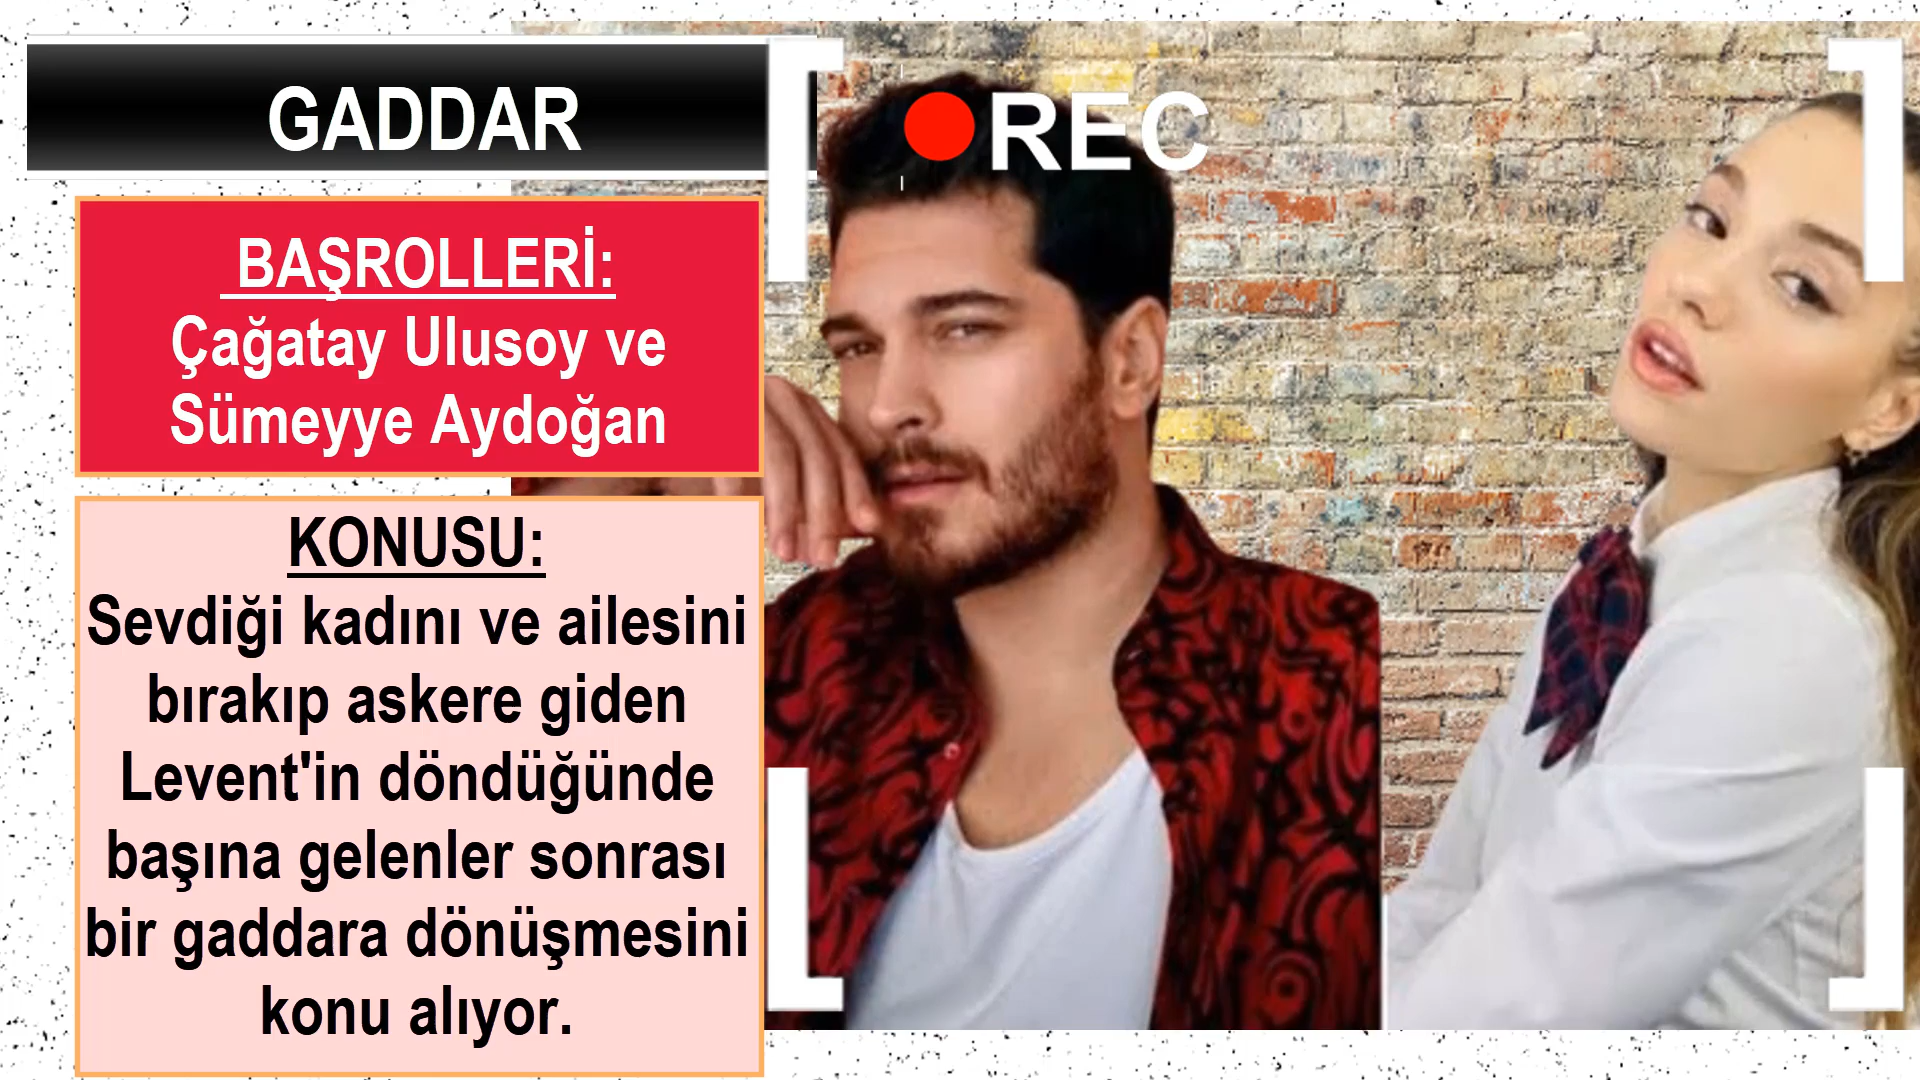 GADDAR
REC
BAŞROLLERİ:
Çağatay Ulusoy ve
Sümeyye Aydoğan
KONUSU:
Sevdiği kadını ve ailesini
bırakıp askere giden
Levent'in döndüğünde
başına gelenler sonrası
bir gaddara dönüşmesini
konu alıyor.